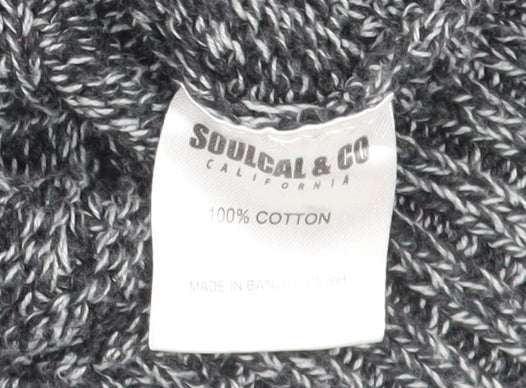 SOULCAL & CO
CALIFORNIA
100% COTTON
MADE IN